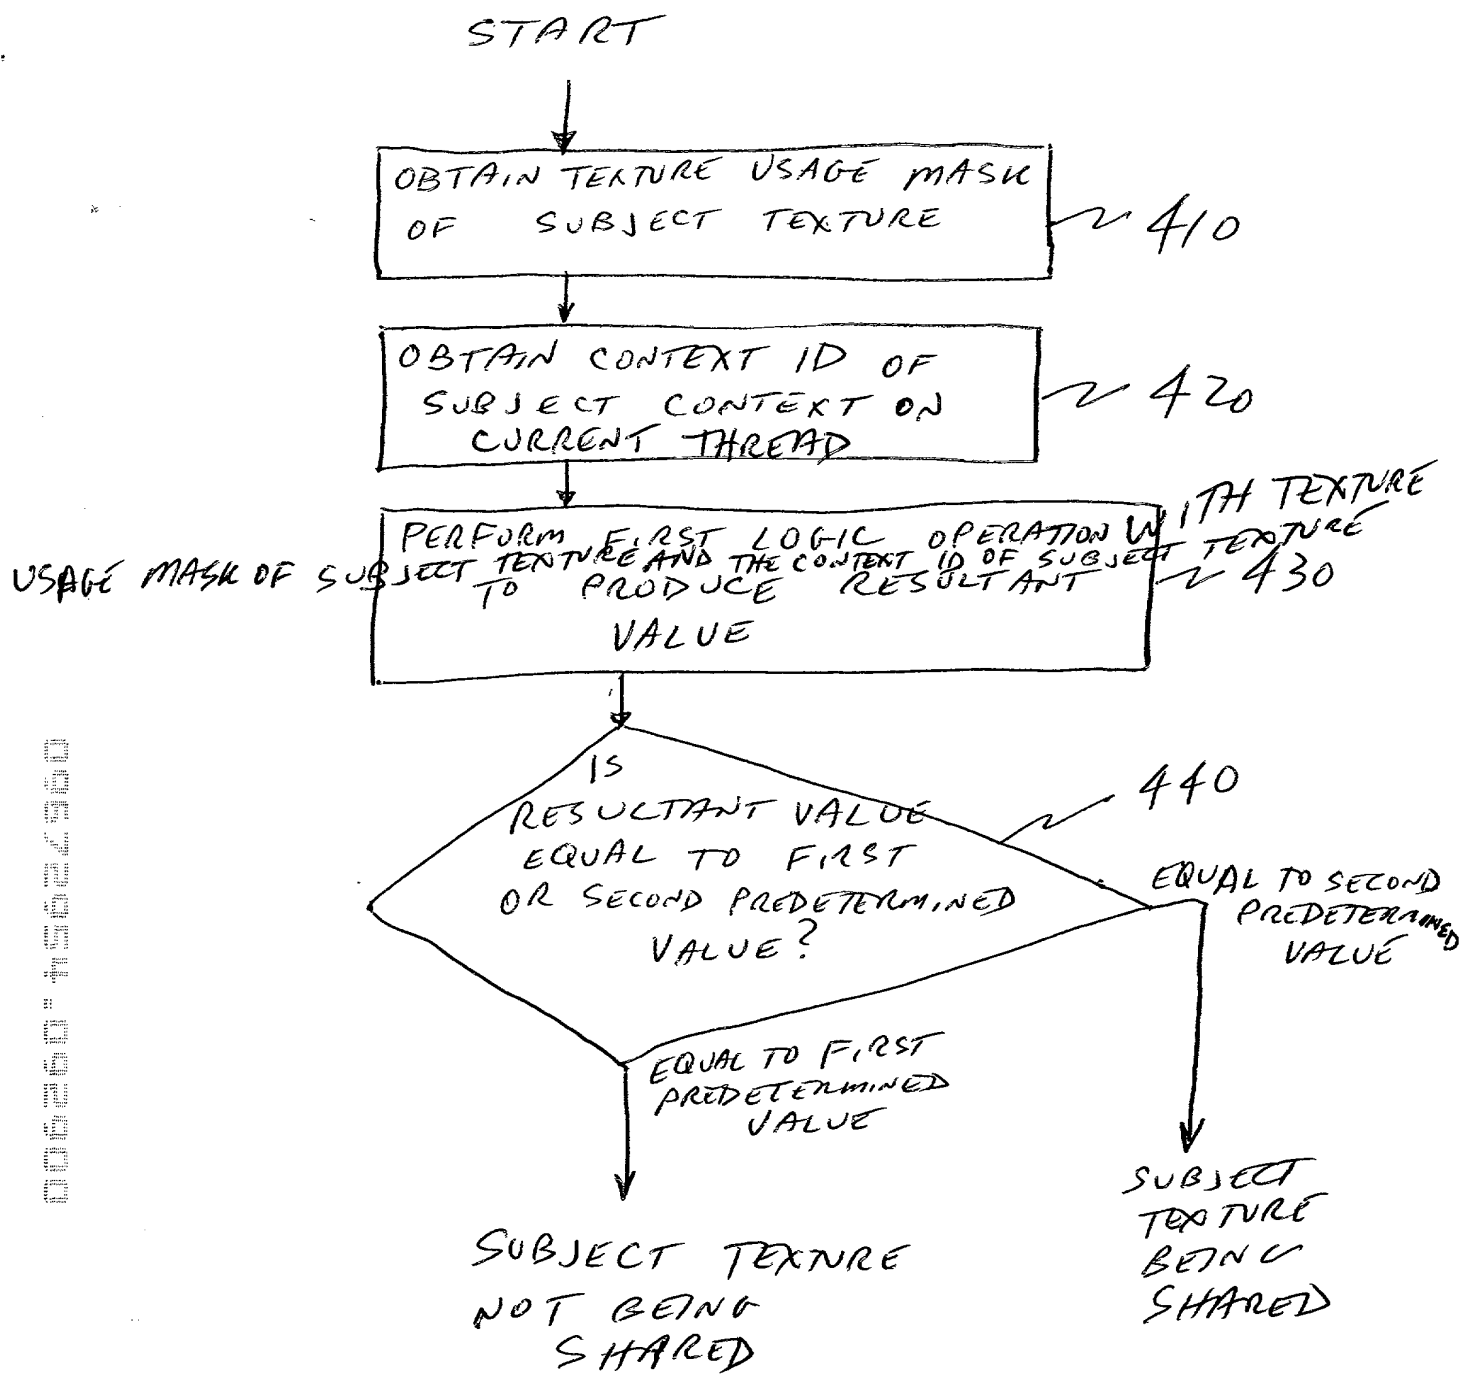 START
OBTAIN TEXTURE USAGE MASK
OF SUBJECT TEXTURE
410
OBTAIN CONTEXT ID OF
SUBJECT CONTEXT ON
CURRENT THREAD
420
PERFORM FIRST LOGIC OPERATION WITH TEXTURE
USAGE MASK OF SUBJECT TEXTURE AND THE CONTEXT ID OF SUBJECT TEXTURE
TO PRODUCE RESULTANT
VALUE
430
IS
RESULTANT VALUE
EQUAL TO FIRST
OR SECOND PREDETERMINED
VALUE?
440
EQUAL TO SECOND
PREDETERMINED
VALUE
EQUAL TO FIRST
PREDETERMINED
VALUE
SUBJECT TEXTURE
NOT BEING
SHARED
SUBJECT
TEXTURE
BEING
SHARED